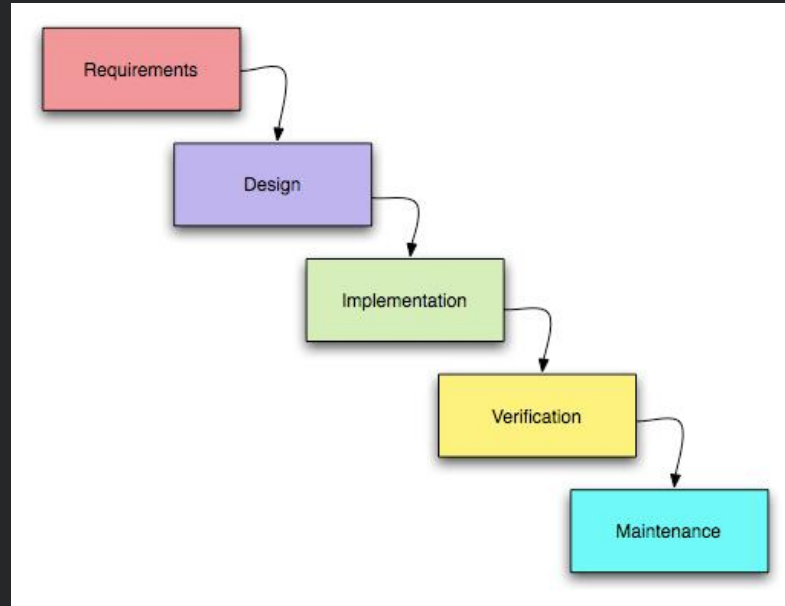 Requirements
Design
Implementation
Verification
Maintenance